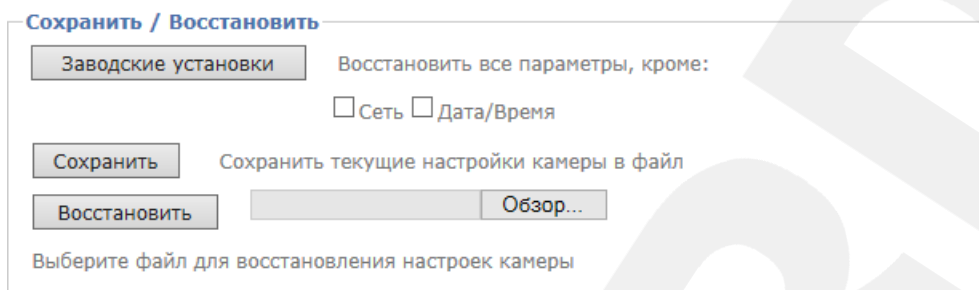 Сохранить / Восстановить
Заводские установки Восстановить все параметры, кроме:
Сеть Дата/Время
Сохранить Сохранить текущие настройки камеры в файл
Восстановить Обзор...
Выберите файл для восстановления настроек камеры